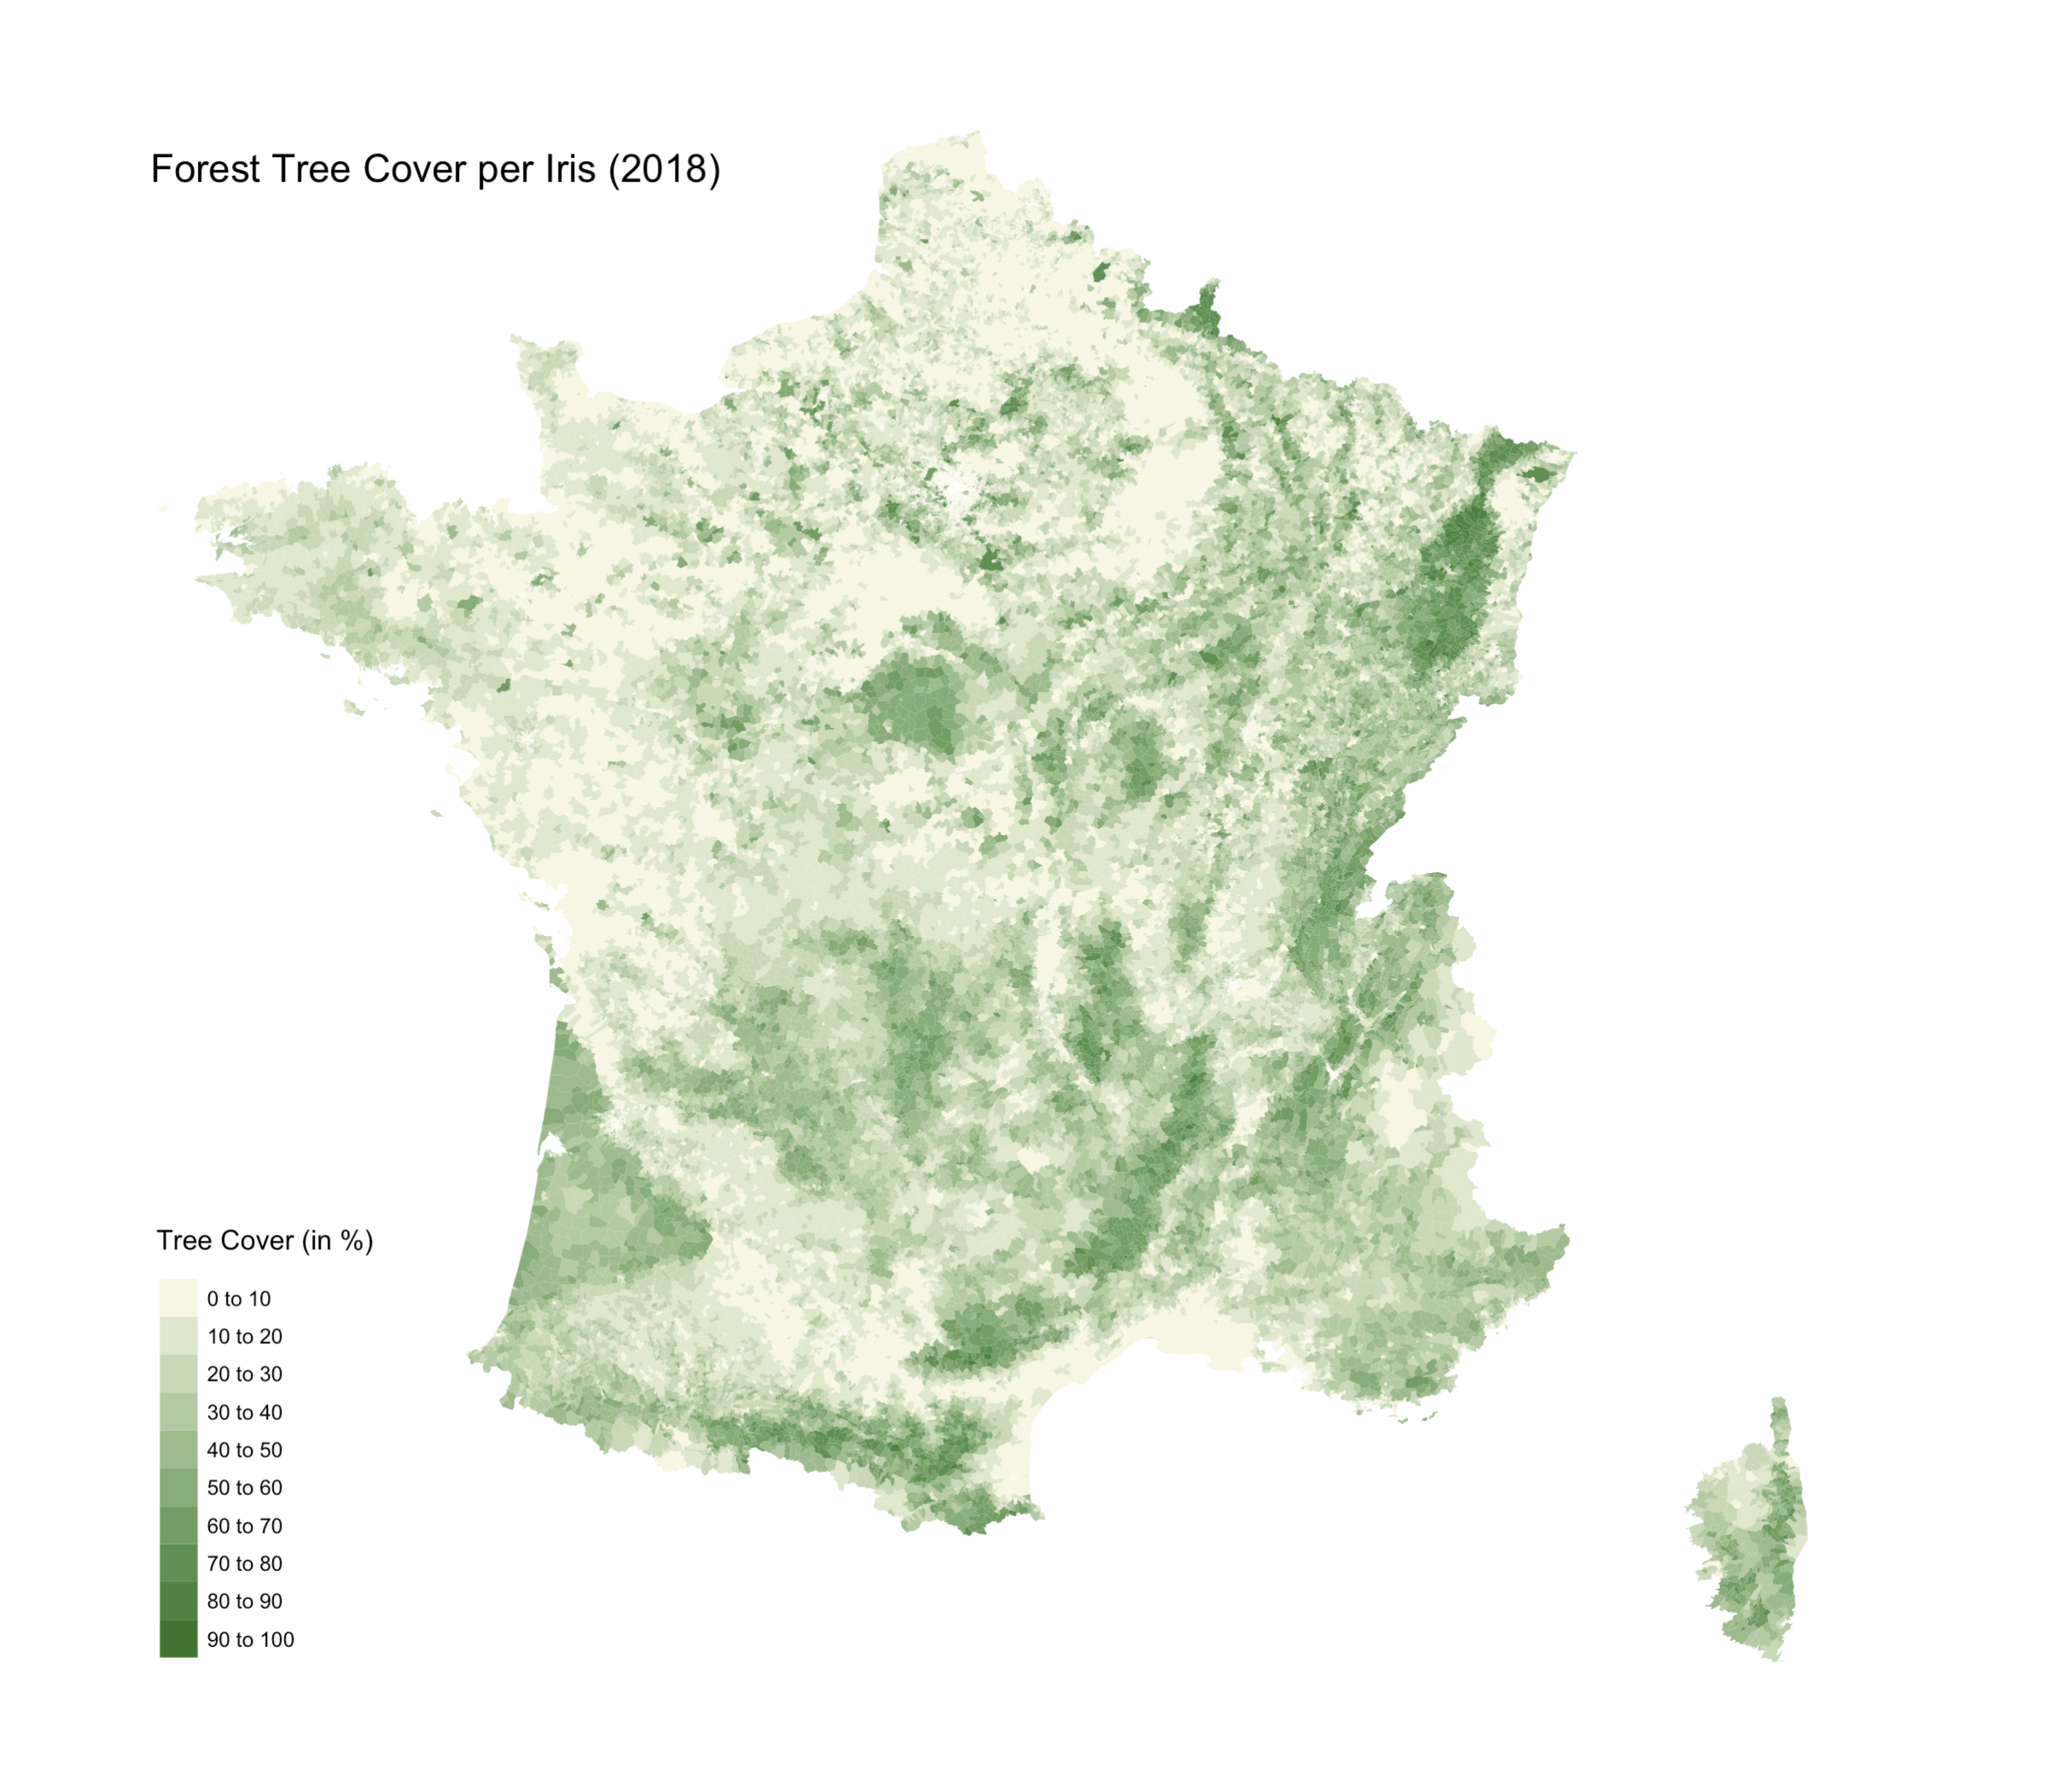 Forest Tree Cover per Iris (2018)
Tree Cover (in %)
0 to 10
10 to 20
20 to 30
30 to 40
40 to 50
50 to 60
60 to 70
70 to 80
80 to 90
90 to 100